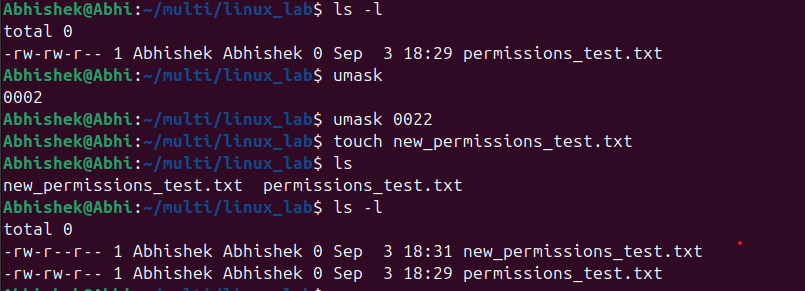 Abhishek@Abhi:~/multi/linux_lab$ ls -l
total 0
-rw-rw-r-- 1 Abhishek Abhishek 0 Sep  3 18:29 permissions_test.txt
Abhishek@Abhi:~/multi/linux_lab$ umask
0002
Abhishek@Abhi:~/multi/linux_lab$ umask 0022
Abhishek@Abhi:~/multi/linux_lab$ touch new_permissions_test.txt
Abhishek@Abhi:~/multi/linux_lab$ ls
new_permissions_test.txt  permissions_test.txt
Abhishek@Abhi:~/multi/linux_lab$ ls -l
total 0
-rw-r--r-- 1 Abhishek Abhishek 0 Sep  3 18:31 new_permissions_test.txt
-rw-rw-r-- 1 Abhishek Abhishek 0 Sep  3 18:29 permissions_test.txt
Abhishek@Abhi:~/multi/linux_lab$